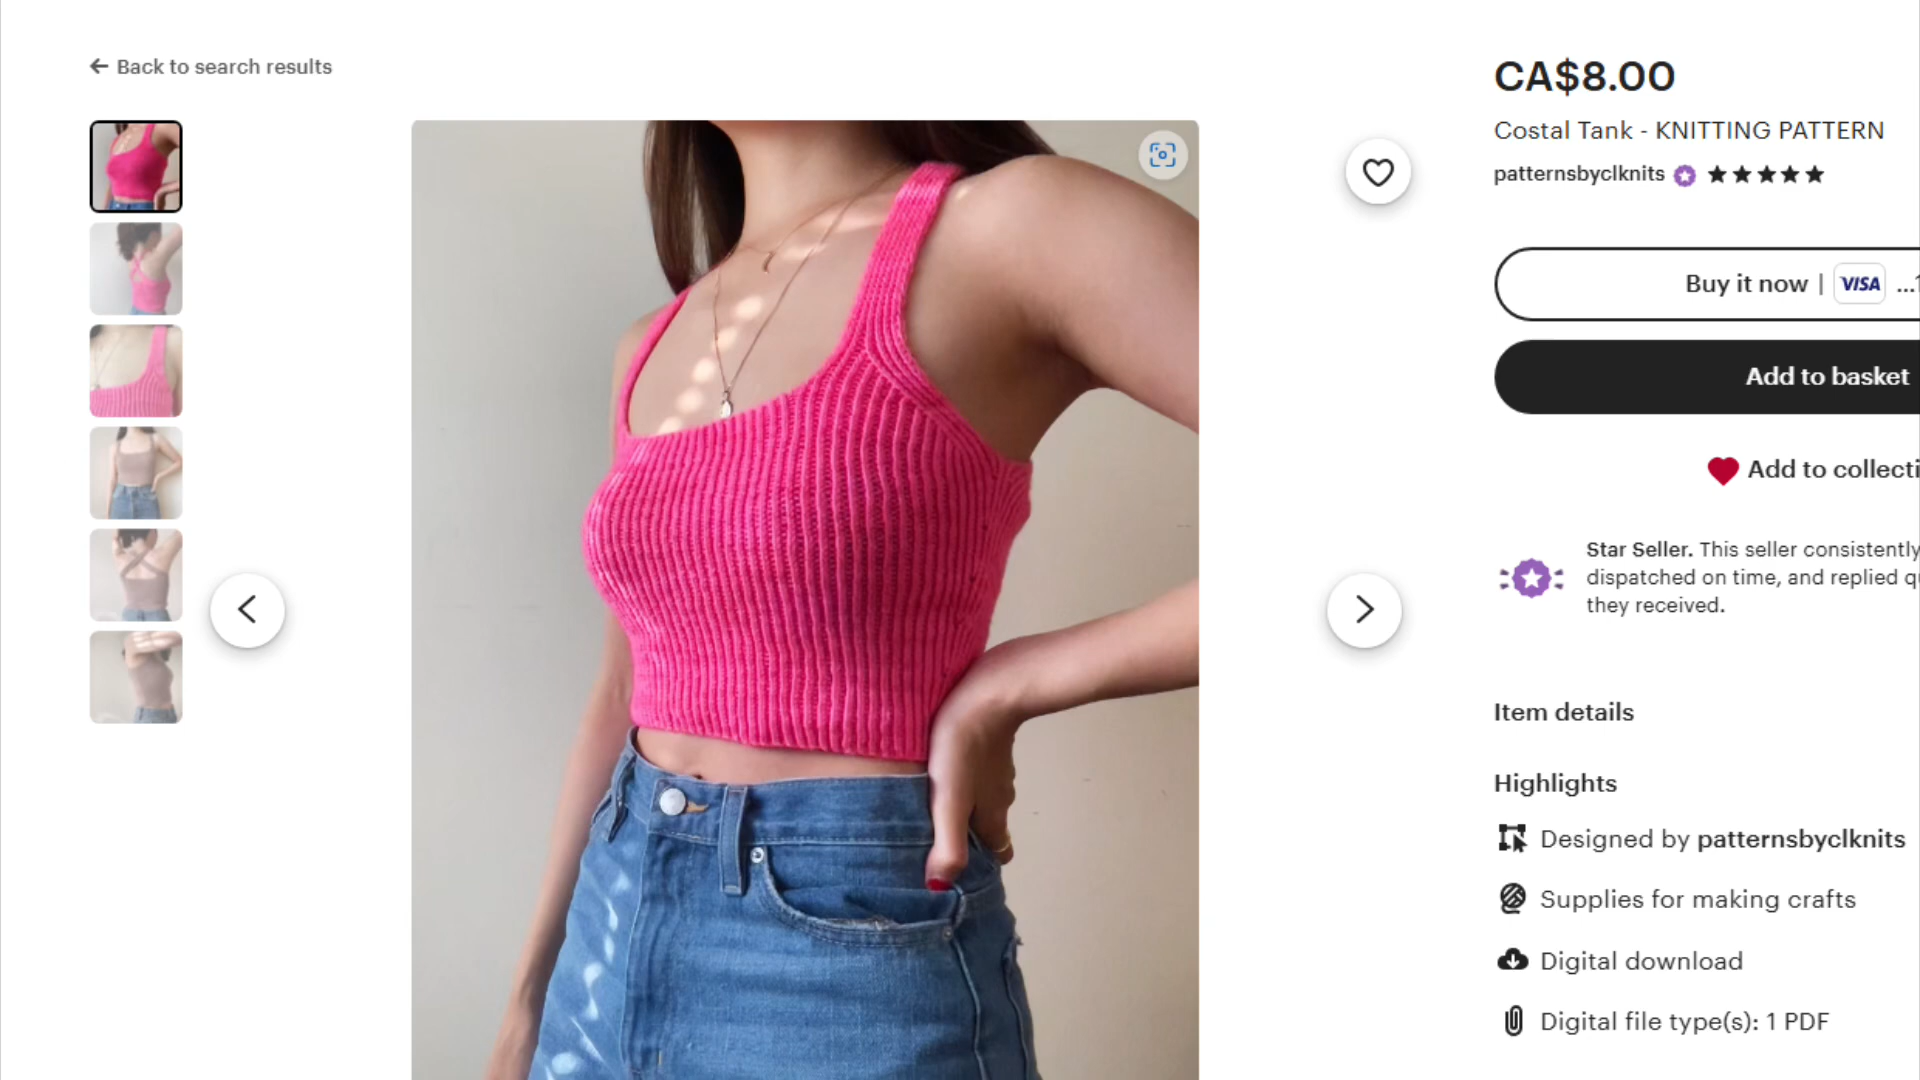 Back to search results
CA$8.00
Costal Tank - KNITTING PATTERN
patternsbyclknits
Buy it now | VISA ...1
Add to basket
Add to collecti
Star Seller. This seller consistently
dispatched on time, and replied q
they received.
Item details
Highlights
Designed by patternsbyclknits
Supplies for making crafts
Digital download
Digital file type(s): 1 PDF